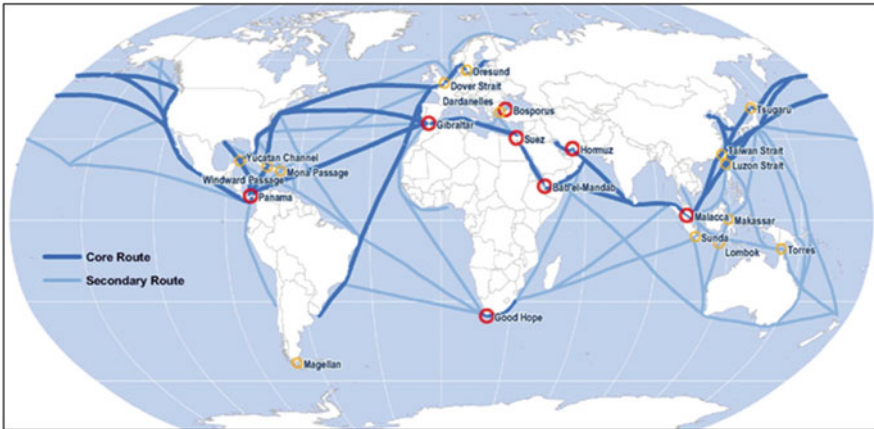 Oresund
Dover Strait
Dardanelles
Bosporus
Tsugaru
Gibraltar
Suez
Hormuz
Taiwan Strait
Luzon Strait
Yucatan Channel
Windward Passage
Mona Passage
Panama
Bab el-Mandab
Malacca
Makassar
Sunda
Lombok
Torres
Core Route
Secondary Route
Good Hope
Magellan